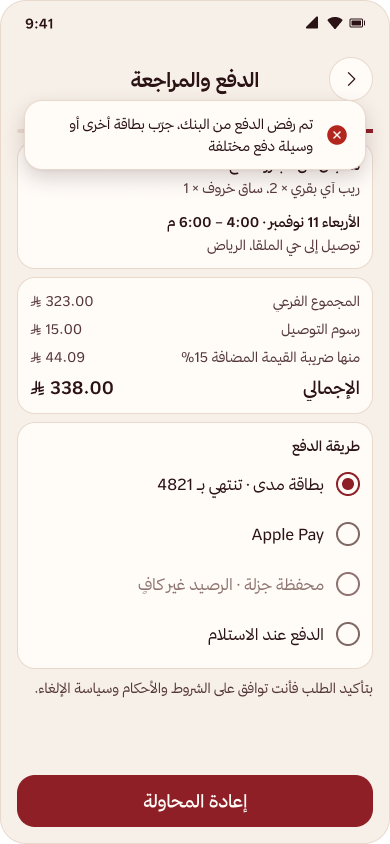 9:41
الدفع والمراجعة
تم رفض الدفع من البنك. جرّب بطاقة أخرى أو
وسيلة دفع مختلفة
ريب آي بقري × 2، ساق خروف × 1
الأربعاء 11 نوفمبر · 4:00 – 6:00 م
توصيل إلى حي الملقا، الرياض
المجموع الفرعي 323.00 ⃁
رسوم التوصيل 15.00 ⃁
منها ضريبة القيمة المضافة 15% 44.09 ⃁
الإجمالي 338.00 ⃁
طريقة الدفع
بطاقة مدى · تنتهي بـ 4821
Apple Pay
محفظة جزلة · الرصيد غير كافٍ
الدفع عند الاستلام
بتأكيد الطلب فأنت توافق على الشروط والأحكام وسياسة الإلغاء.
إعادة المحاولة